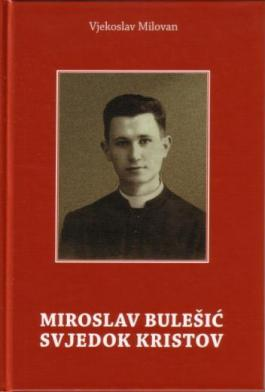 Vjekoslav Milovan
MIROSLAV BULEŠIĆ
SVJEDOK KRISTOV